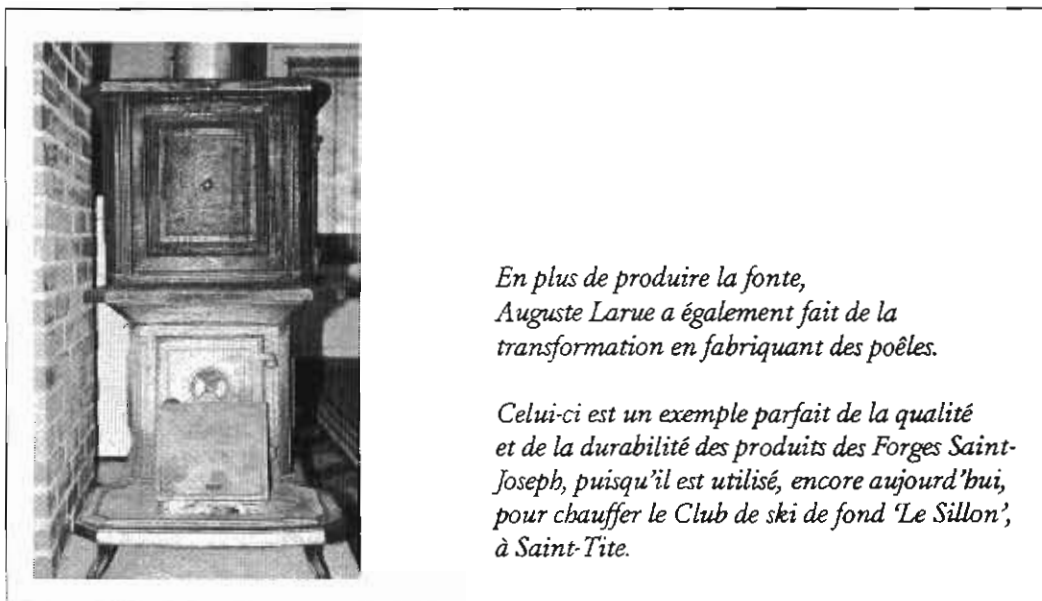 En plus de produire la fonte,
Auguste Larue a également fait de la
transformation en fabriquant des poêles.
Celui-ci est un exemple parfait de la qualité
et de la durabilité des produits des Forges Saint-
Joseph, puisqu'il est utilisé, encore aujourd'hui,
pour chauffer le Club de ski de fond 'Le Sillon',
à Saint-Tite.